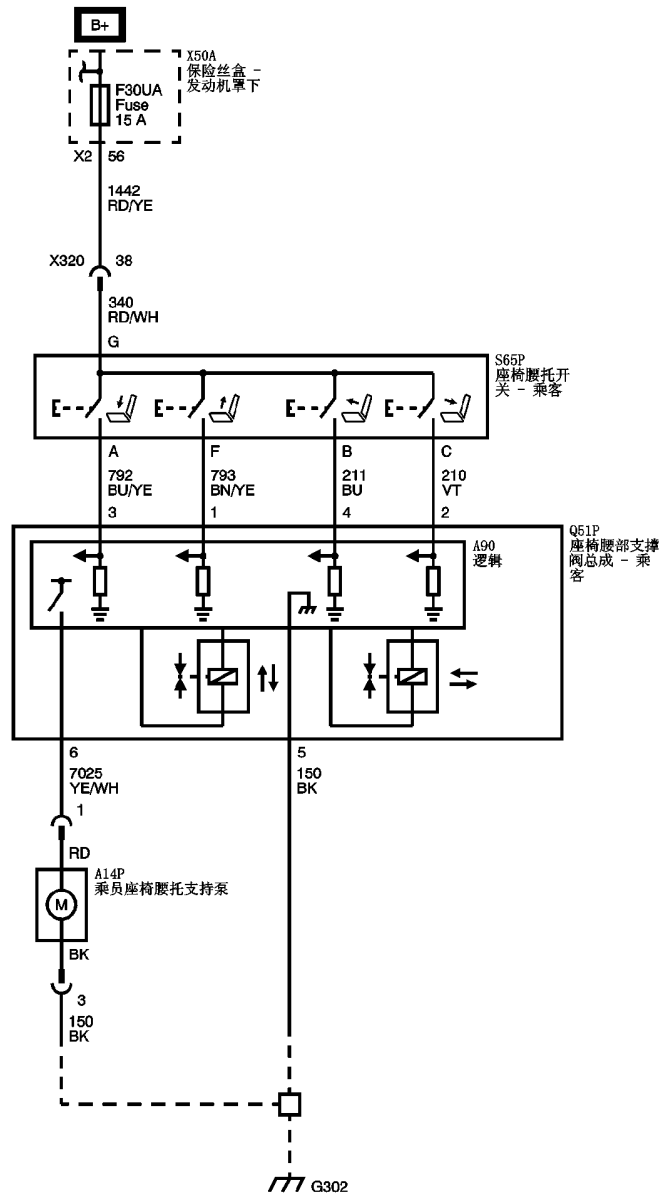 B+
X50A
保险丝盒 -
发动机罩下
F30UA
Fuse
15 A
X2 56
1442
RD/YE
X320 38
340
RD/WH
G
S65P
座椅腰托开
关 - 乘客
A F B C
792 793 211 210
BU/YE BN/YE BU VT
3 1 4 2
Q51P
座椅腰部支撑
阀总成 - 乘
客
A90
逻辑
6 5
7025 150
YE/WH BK
1
RD
A14P
乘员座椅腰托支持泵
M
BK
3
150
BK
G302